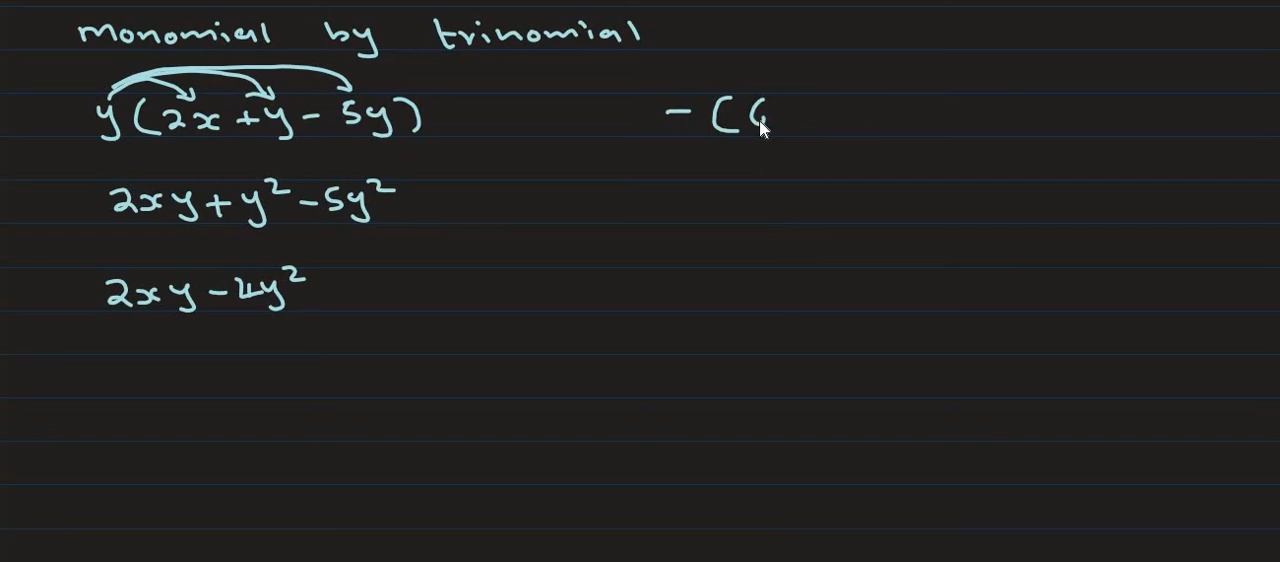 monomial by trinomial
y(2x+y-5y)
-(
2xy+y²-5y²
2xy-4y²